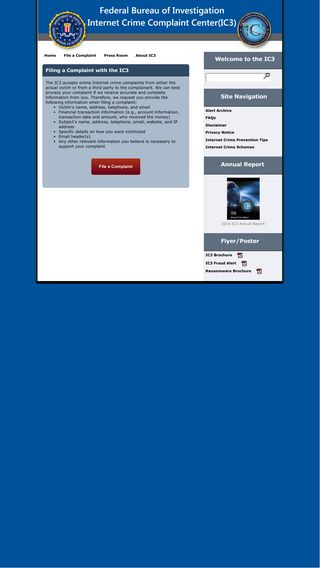 Federal Bureau of Investigation
Internet Crime Complaint Center(IC3)
Home File a Complaint Press Room About IC3
Filing a Complaint with the IC3
The IC3 accepts online Internet crime complaints from either the
actual victim or from a third party to the complainant. We can best
process your complaint if we receive accurate and complete
information from you. Therefore, we request you provide the
following information when filing a complaint:
• Victim's name, address, telephone, and email
• Financial transaction information (e.g., account information,
transaction date and amount, who received the money)
• Subject's name, address, telephone, email, website, and IP
address
• Specific details on how you were victimized
• Email header(s)
• Any other relevant information you believe is necessary to
support your complaint
File a Complaint
Welcome to the IC3
Site Navigation
Alert Archive
FAQs
Disclaimer
Privacy Notice
Internet Crime Prevention Tips
Internet Crime Schemes
Annual Report
2016 IC3 Annual Report
Flyer/Poster
IC3 Brochure
IC3 Fraud Alert
Ransomware Brochure